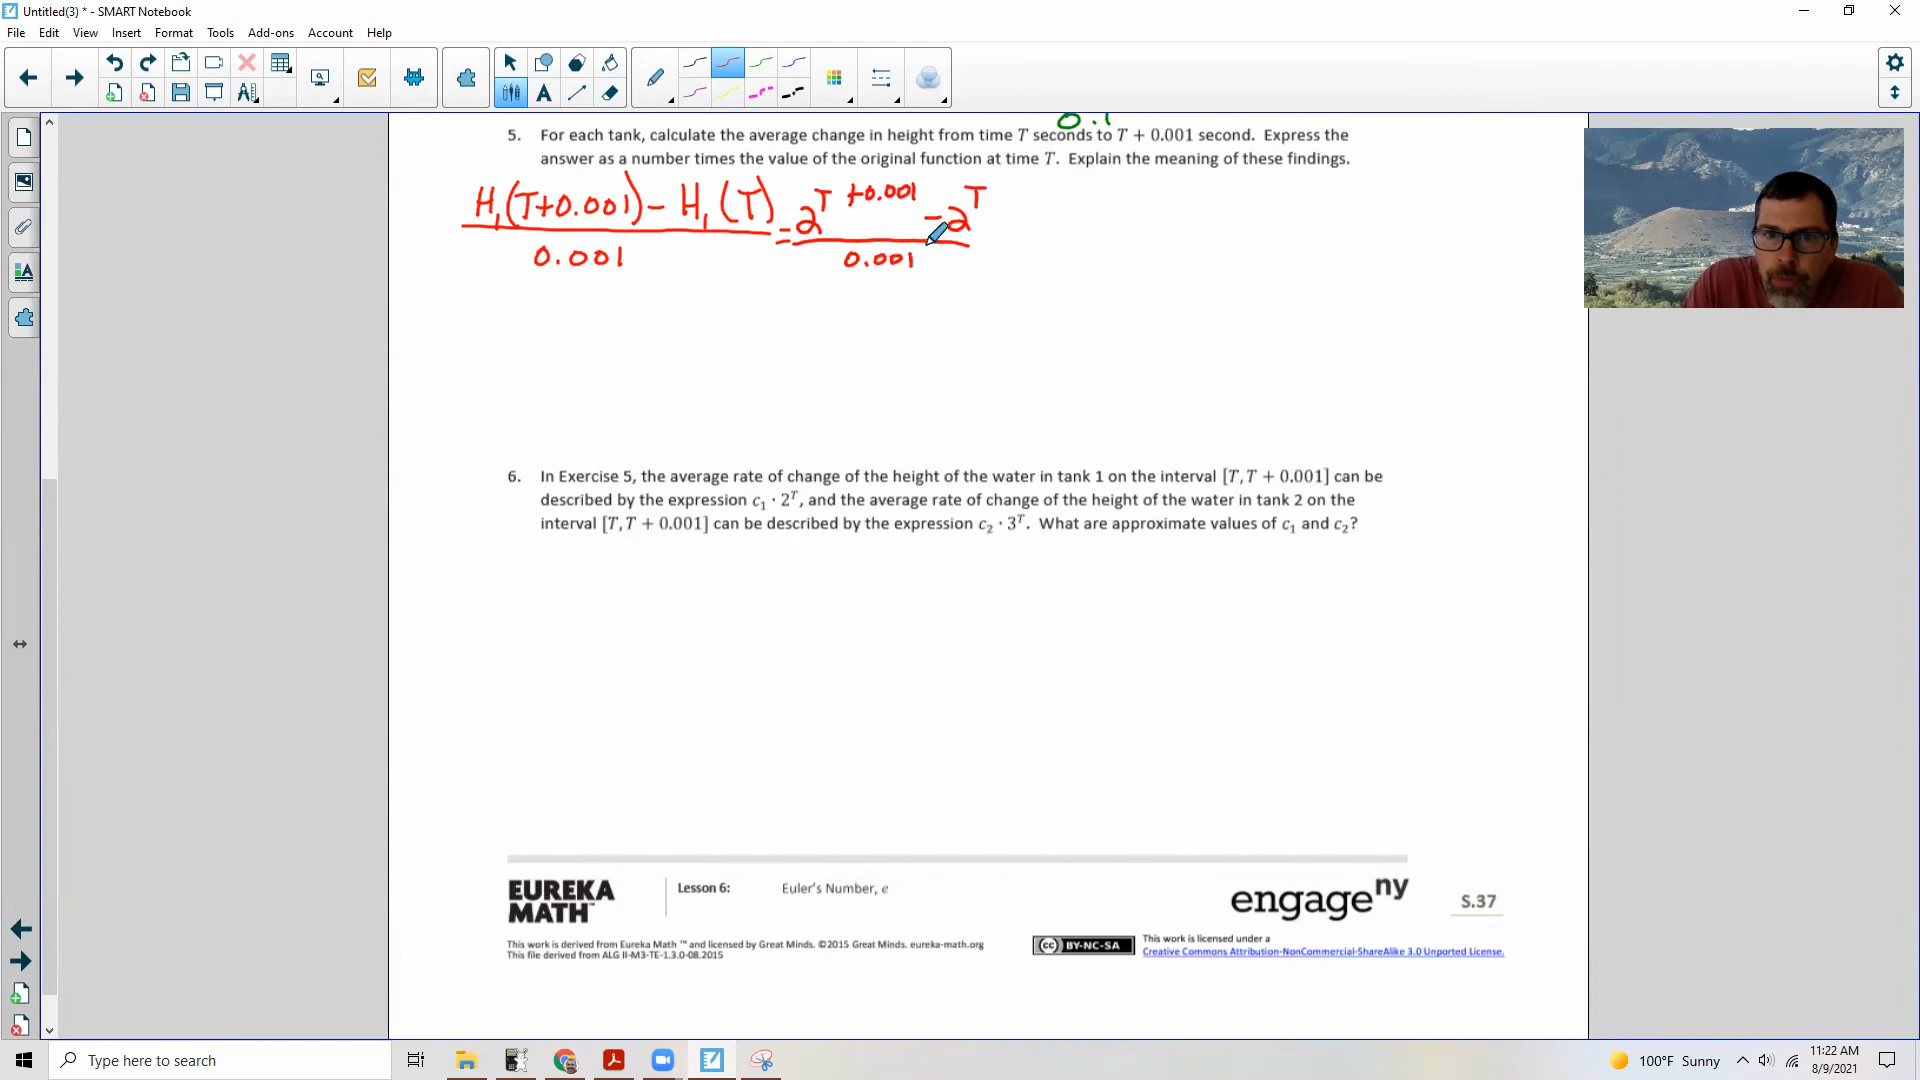 Untitled(3) * - SMART Notebook
File Edit View Insert Format Tools Add-ons Account Help
0.1
5. For each tank, calculate the average change in height from time T seconds to T + 0.001 second. Express the
answer as a number times the value of the original function at time T. Explain the meaning of these findings.
H₁(T+0.001) – H₁(T) / 0.001 = 2^(T+0.001) – 2^T / 0.001
6. In Exercise 5, the average rate of change of the height of the water in tank 1 on the interval [T, T + 0.001] can be
described by the expression c₁ · 2^T, and the average rate of change of the height of the water in tank 2 on the
interval [T, T + 0.001] can be described by the expression c₂ · 3^T. What are approximate values of c₁ and c₂?
EUREKA
MATH™
Lesson 6: Euler's Number, e
engage^ny
S.37
This work is derived from Eureka Math ™ and licensed by Great Minds. ©2015 Great Minds. eureka-math.org
This file derived from ALG II-M3-TE-1.3.0-08.2015
(cc) BY-NC-SA
This work is licensed under a
Creative Commons Attribution-NonCommercial-ShareAlike 3.0 Unported License.
Type here to search
100°F Sunny
11:22 AM
8/9/2021